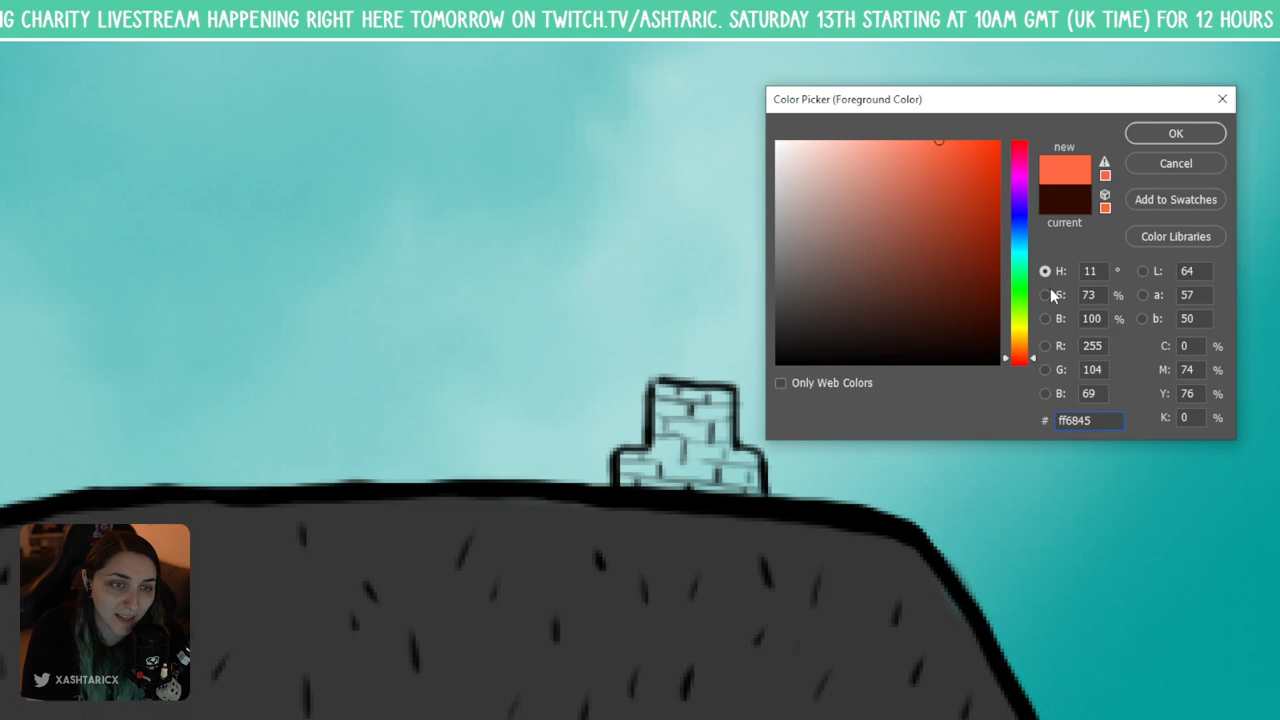 NG CHARITY LIVESTREAM HAPPENING RIGHT HERE TOMORROW ON TWITCH.TV/ASHTARIC. SATURDAY 13TH STARTING AT 10AM GMT (UK TIME) FOR 12 HOURS
Color Picker (Foreground Color)
new
current
OK
Cancel
Add to Swatches
Color Libraries
H: 11 °
L: 64
S: 73 %
a: 57
B: 100 %
b: 50
R: 255
C: 0 %
G: 104
M: 74 %
B: 69
Y: 76 %
# ff6845
K: 0 %
Only Web Colors
XASHTARICX